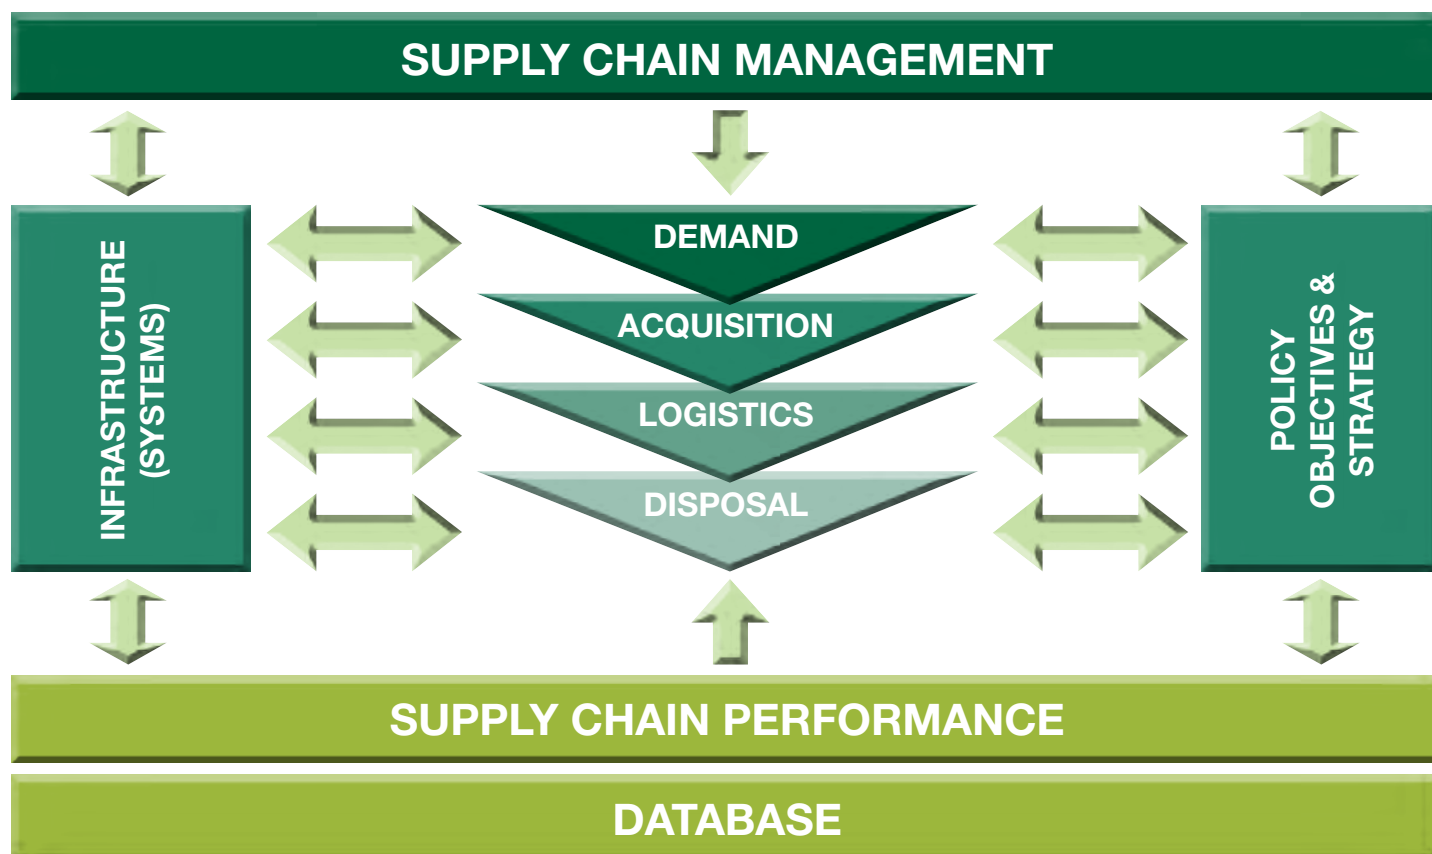 SUPPLY CHAIN MANAGEMENT
INFRASTRUCTURE
(SYSTEMS)
DEMAND
ACQUISITION
LOGISTICS
DISPOSAL
POLICY
OBJECTIVES &
STRATEGY
SUPPLY CHAIN PERFORMANCE
DATABASE